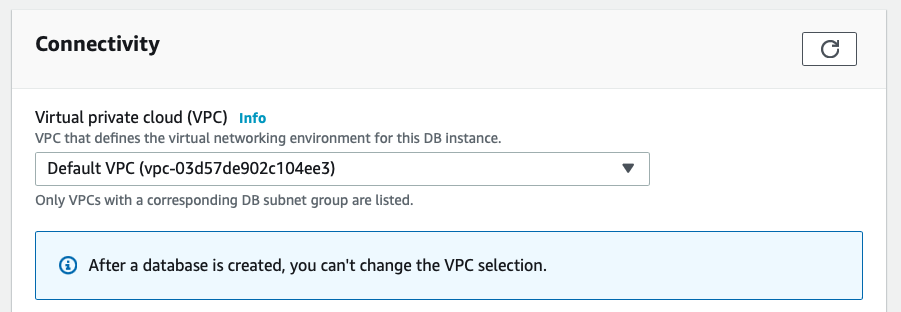 Connectivity
Virtual private cloud (VPC) Info
VPC that defines the virtual networking environment for this DB instance.
Default VPC (vpc-03d57de902c104ee3)
Only VPCs with a corresponding DB subnet group are listed.
After a database is created, you can't change the VPC selection.